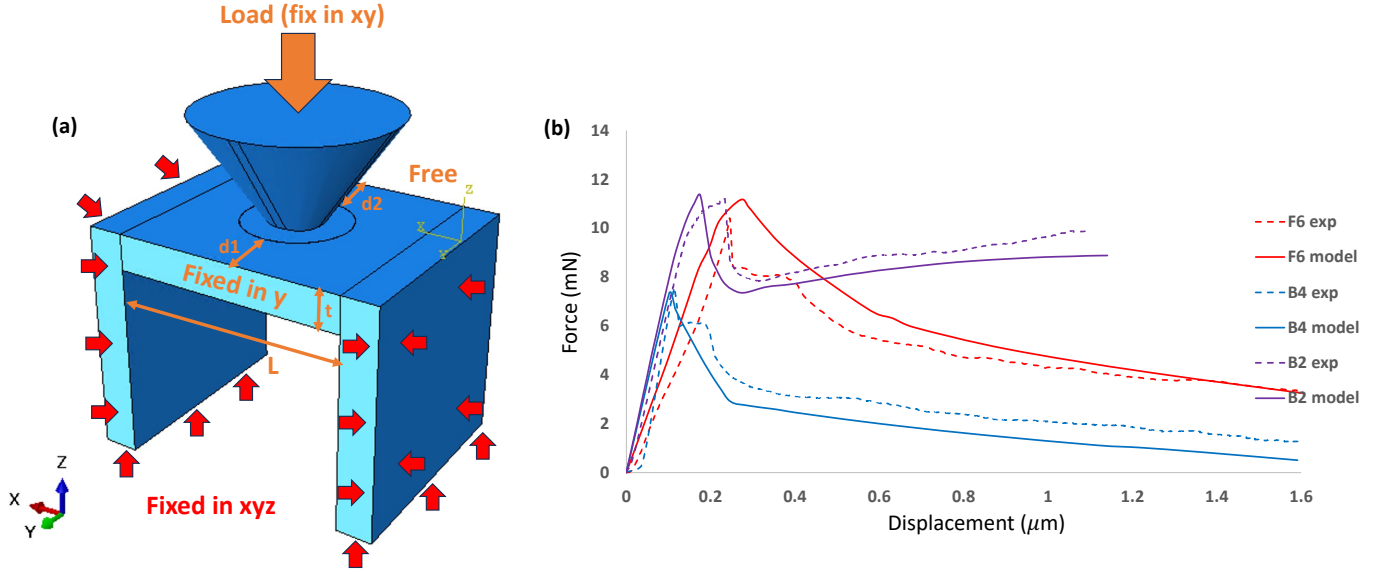 Load (fix in xy)
(a)
Free
d2
Z
X
Y
d1
Fixed in y
t
L
Z
X
Y
Fixed in xyz
(b)
Force (mN)
14
12
10
8
6
4
2
0
0 0.2 0.4 0.6 0.8 1 1.2 1.4 1.6
Displacement (μm)
F6 exp
F6 model
B4 exp
B4 model
B2 exp
B2 model